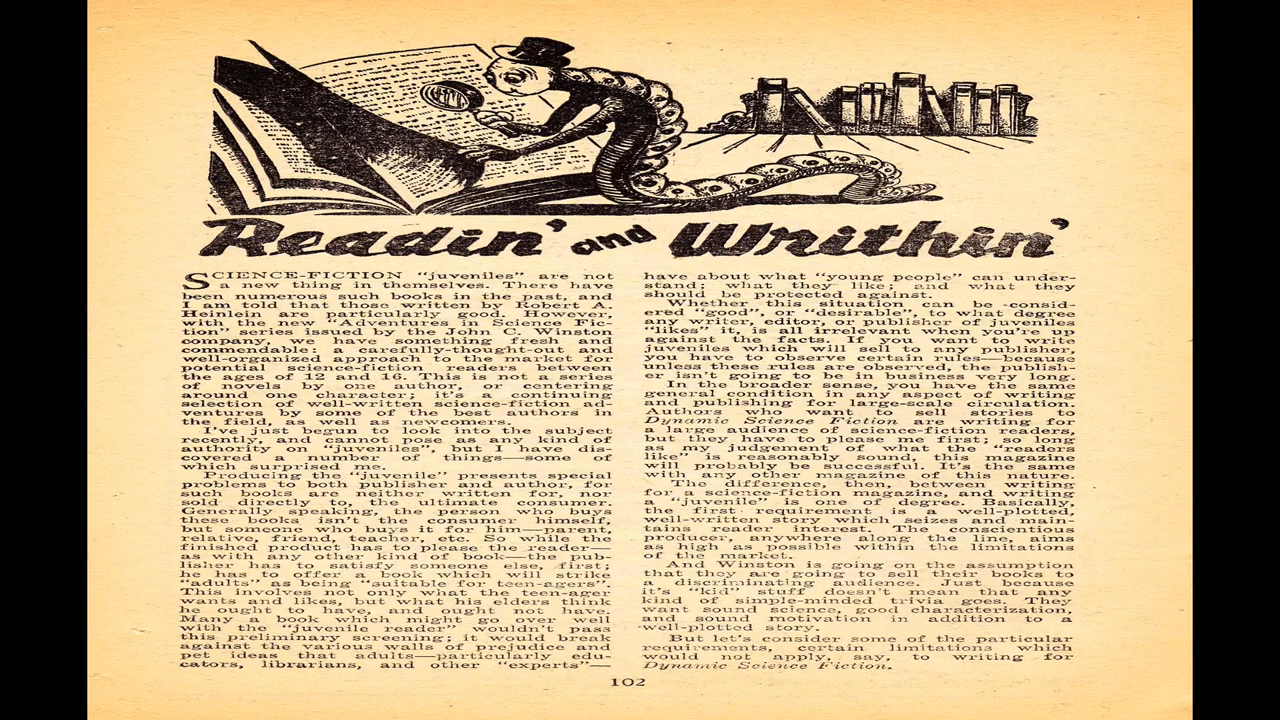 Readin' and Writhin'
SCIENCE-FICTION "juveniles" are not
a new thing in themselves. There have
been numerous such books in the past, and
I am told that those written by Robert A.
Heinlein are particularly good. However,
with the new "Adventures in Science Fic-
tion" series issued by the John C. Winston
company, we have something fresh and
commendable: a carefully-thought-out and
well-organized approach to the market for
potential science-fiction readers between
the ages of 12 and 16. This is not a series
of novels by one author, or centering
around one character; it's a continuing
selection of well-written science-fiction ad-
ventures by some of the best authors in
the field, as well as newcomers.
I've just begun to look into the subject
recently, and cannot pose as any kind of
authority on "juveniles", but I have dis-
covered a number of things—some of
which surprised me.
Producing the "juvenile" presents special
problems to both publisher and author, for
such books are neither written for, nor
sold directly to, the ultimate consumer.
Generally speaking, the person who buys
these books isn't the consumer himself,
but someone who buys it for him—parent,
relative, friend, teacher, etc. So while the
finished product has to please the reader—
as with any other kind of book—the pub-
lisher has to satisfy someone else, first;
he has to offer a book which will strike
"adults" as being "suitable for teen-agers".
This involves not only what the teen-ager
wants and likes, but what his elders think
he ought to have, and ought not have.
Many a book which might go over well
with the "juvenile reader" wouldn't pass
this preliminary screening; it would break
against the various walls of prejudice and
pet ideas that adults—particularly edu-
cators, librarians, and other "experts"—
have about what "young people" can under-
stand; what they like; and what they
should be protected against.
Whether this situation can be consid-
ered "good", or "desirable", to what degree
any writer, editor, or publisher of juveniles
"likes" it, is all irrelevant when you're up
against the facts. If you want to write
juveniles which will sell to any publisher,
you have to observe certain rules—because
unless these rules are observed, the publish-
er isn't going to be in business very long.
In the broader sense, you have the same
general condition in any aspect of writing
and publishing for large-scale circulation.
Authors who want to sell stories to
Dynamic Science Fiction are writing for
a large audience of science-fiction readers,
but they have to please me first; so long
as my judgement of what the "readers
like" is reasonably sound, this magazine
will probably be successful. It's the same
with any other magazine of this nature.
The difference, then, between writing
for a science-fiction magazine, and writing
a "juvenile" is one of degree. Basically,
the first requirement is a well-plotted,
well-written story which seizes and main-
tains reader interest. The conscientious
producer, anywhere along the line, aims
as high as possible within the limitations
of the market.
And Winston is going on the assumption
that they are going to sell their books to
a discriminating audience. Just because
it's "kid" stuff doesn't mean that any
kind of simple-minded trivia goes. They
want sound science, good characterization,
and sound motivation in addition to a
well-plotted story.
But let's consider some of the particular
requirements, certain limitations which
would not apply, say, to writing for
Dynamic Science Fiction.
102